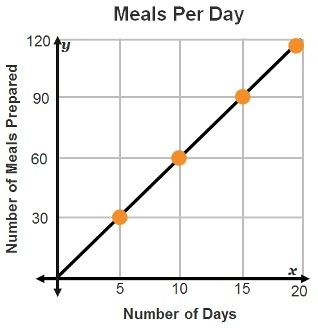 Meals Per Day
120
y
90
60
30
Number of Meals Prepared
x
5 10 15 20
Number of Days